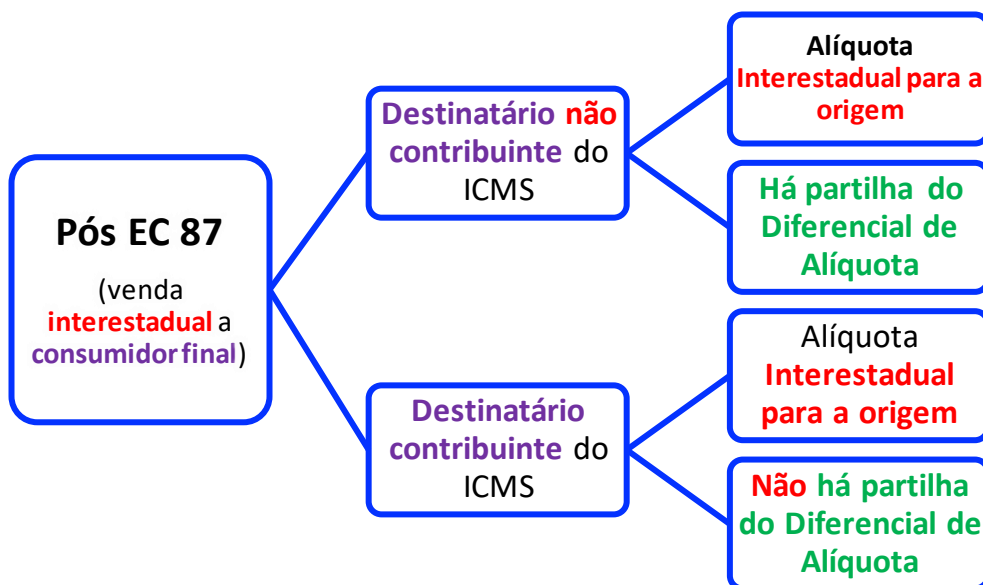 Pós EC 87
(venda
interestadual a
consumidor final)
Destinatário não
contribuinte do
ICMS
Alíquota
Interestadual para a
origem
Há partilha do
Diferencial de
Alíquota
Destinatário
contribuinte do
ICMS
Alíquota
Interestadual
para a origem
Não há partilha
do Diferencial de
Alíquota